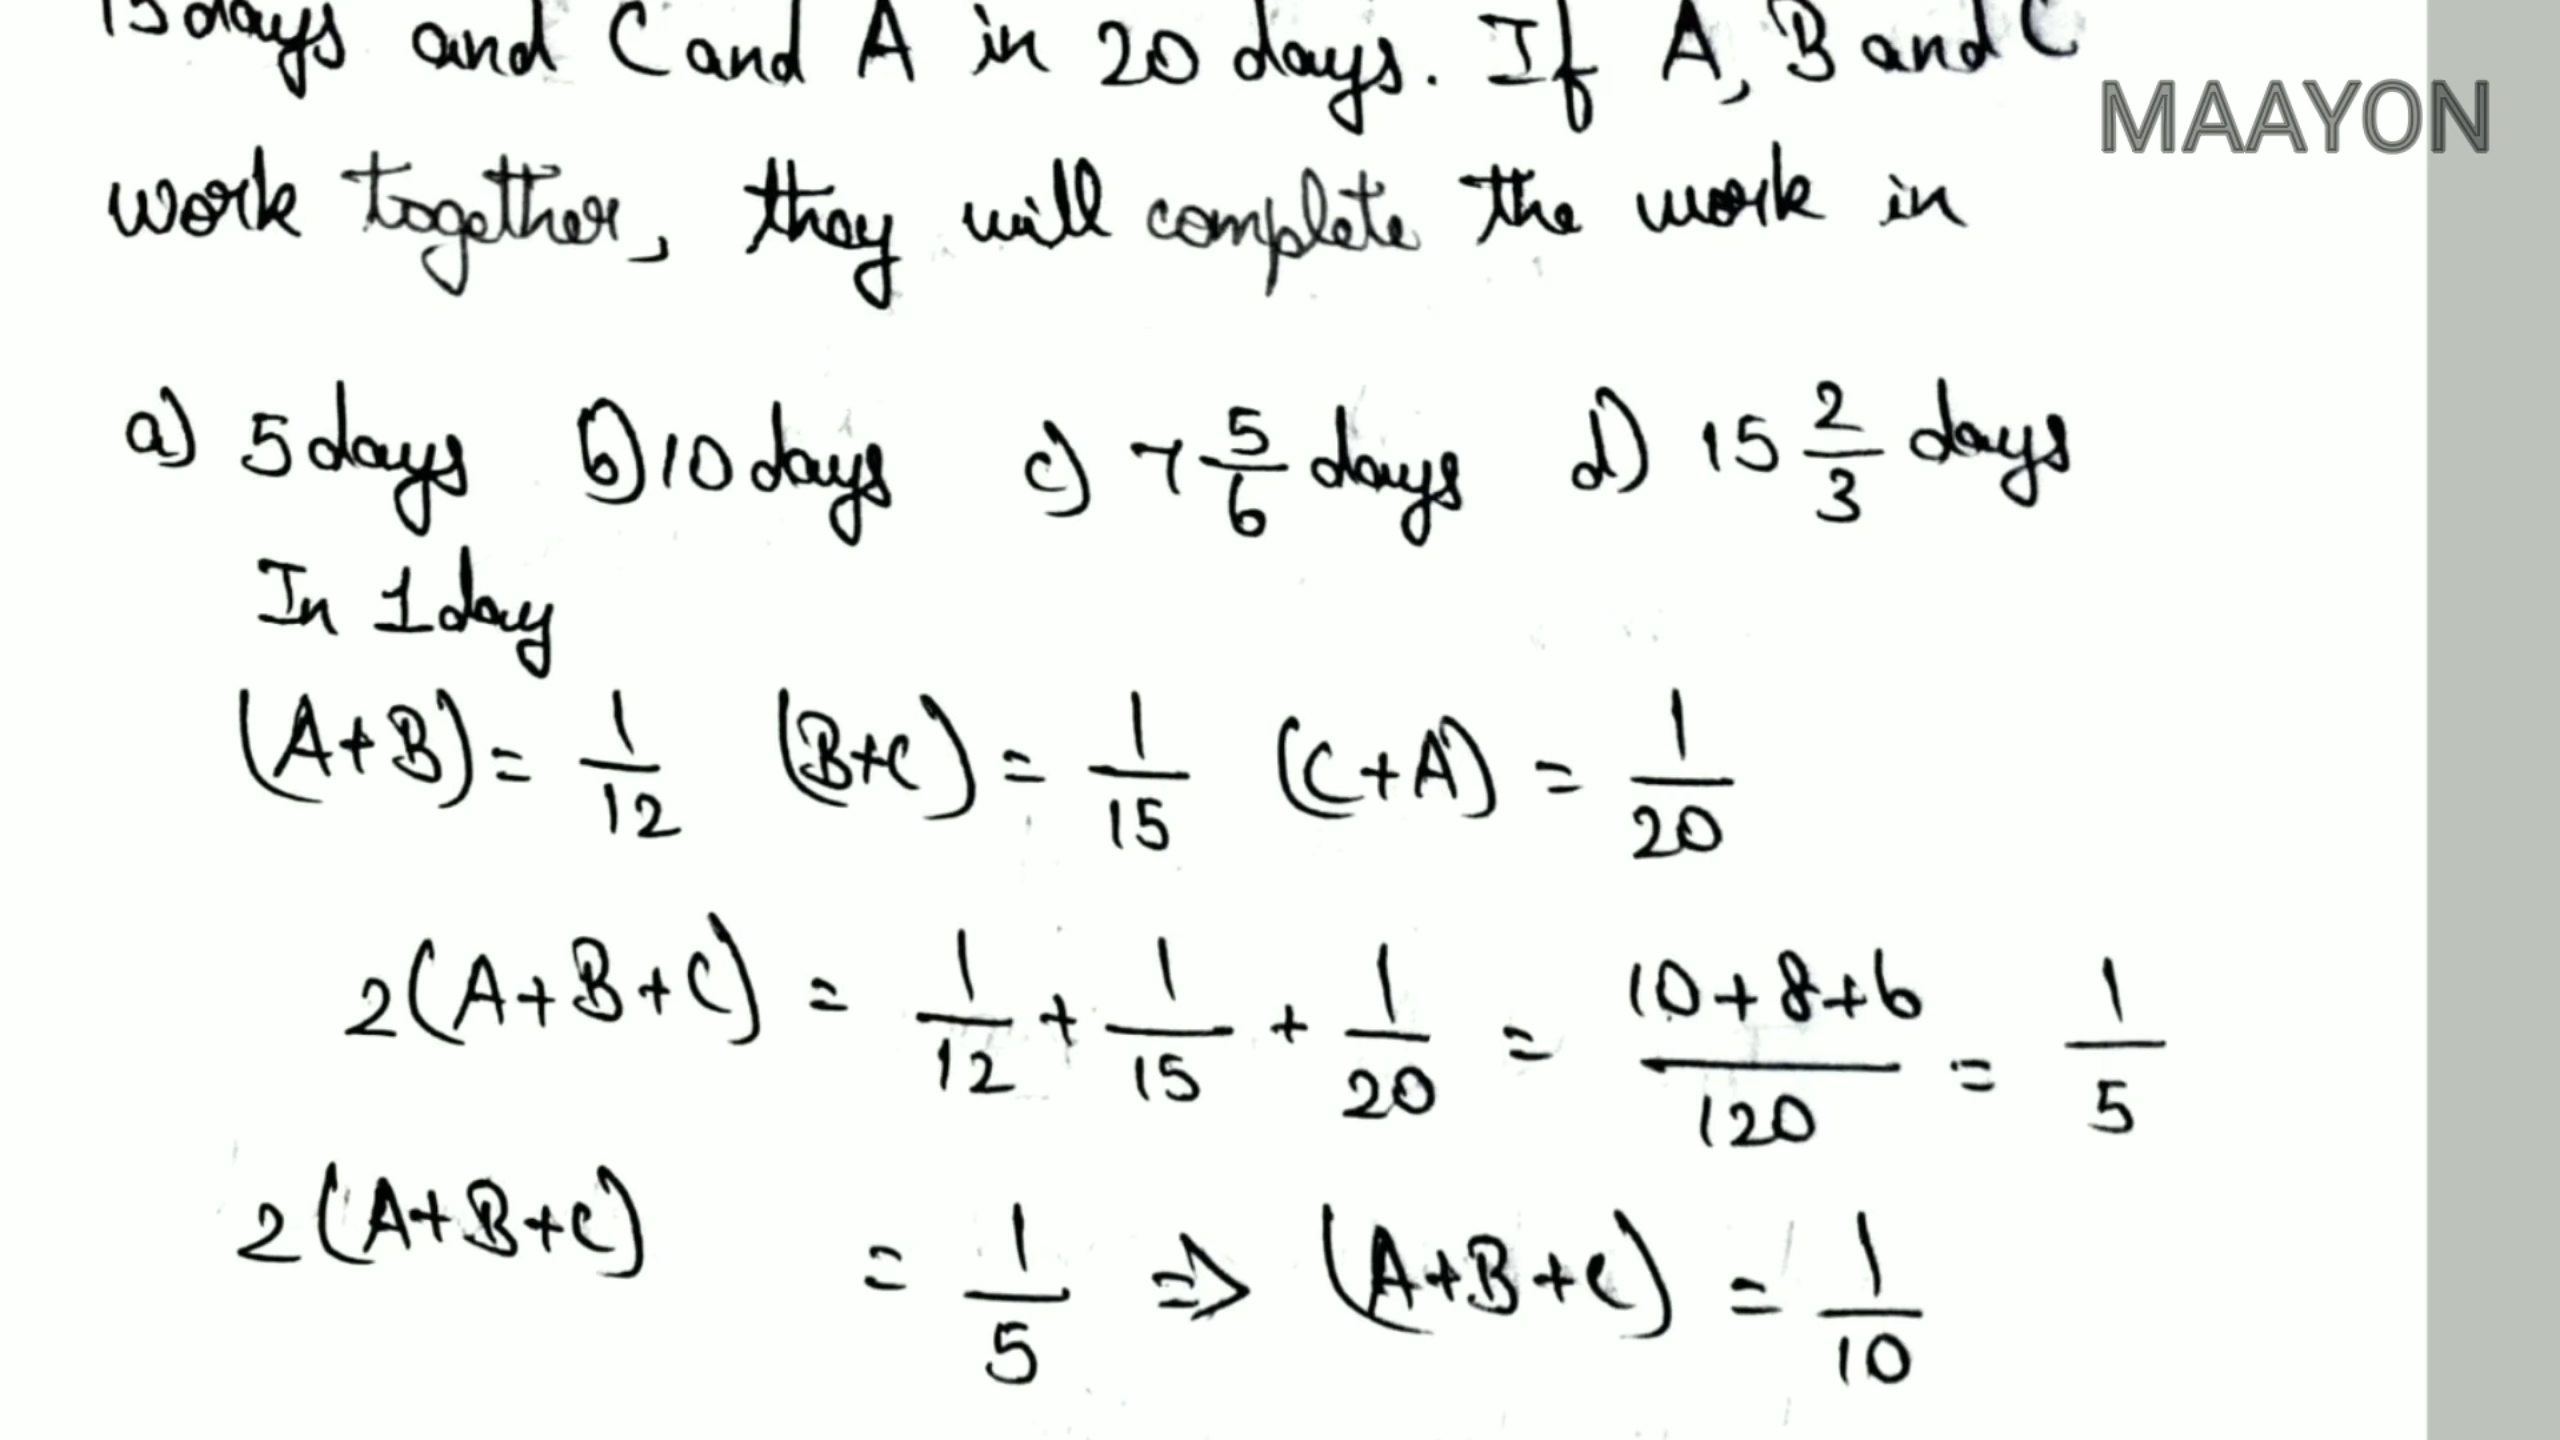 15 days and C and A in 20 days. If A, B and C
MAAYON
work together, they will complete the work in
a) 5 days b) 10 days c) 7 5/6 days d) 15 2/3 days
In 1 day
(A+B) = 1/12 (B+C) = 1/15 (C+A) = 1/20
2(A+B+C) = 1/12 + 1/15 + 1/20 = 10+8+6/120 = 1/5
2(A+B+C) = 1/5 ⇒ (A+B+C) = 1/10